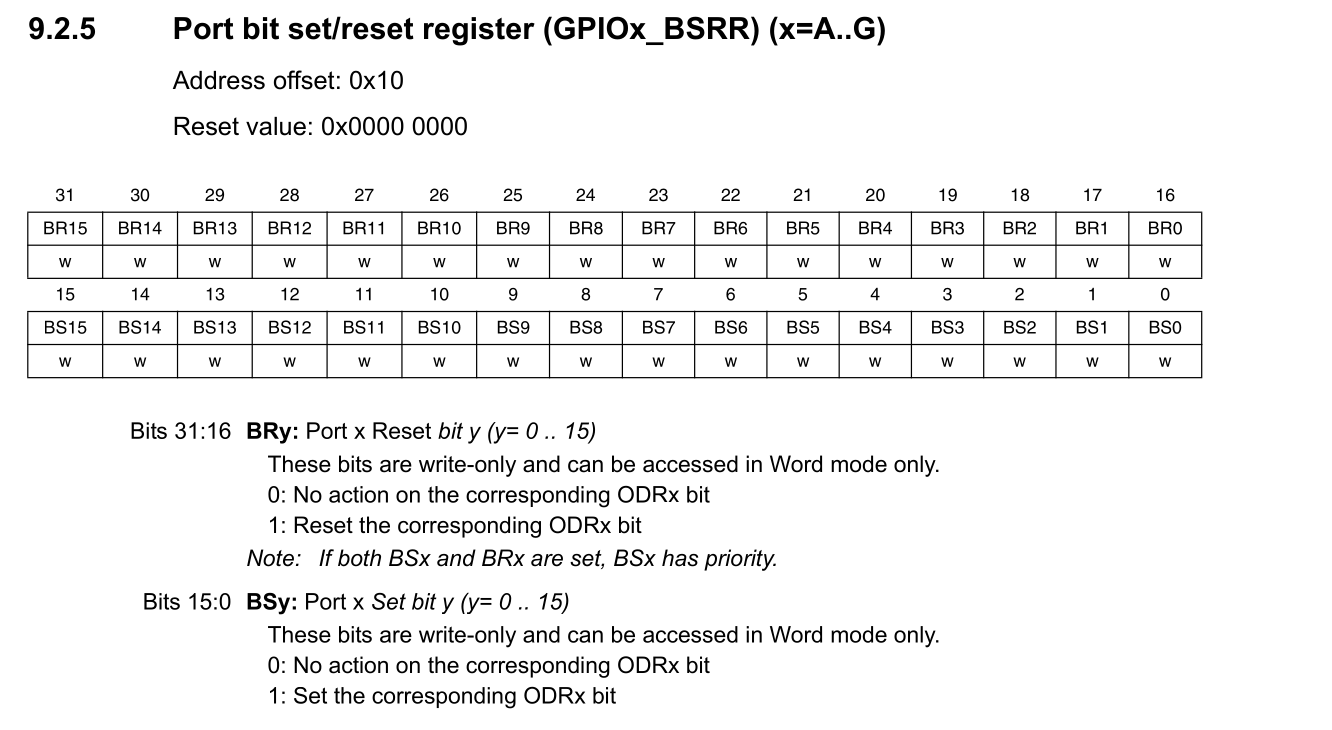 9.2.5 Port bit set/reset register (GPIOx_BSRR) (x=A..G)
Address offset: 0x10
Reset value: 0x0000 0000
31 30 29 28 27 26 25 24 23 22 21 20 19 18 17 16
BR15 BR14 BR13 BR12 BR11 BR10 BR9 BR8 BR7 BR6 BR5 BR4 BR3 BR2 BR1 BR0
w w w w w w w w w w w w w w w w
15 14 13 12 11 10 9 8 7 6 5 4 3 2 1 0
BS15 BS14 BS13 BS12 BS11 BS10 BS9 BS8 BS7 BS6 BS5 BS4 BS3 BS2 BS1 BS0
w w w w w w w w w w w w w w w w
Bits 31:16 BRy: Port x Reset bit y (y= 0 .. 15)
These bits are write-only and can be accessed in Word mode only.
0: No action on the corresponding ODRx bit
1: Reset the corresponding ODRx bit
Note: If both BSx and BRx are set, BSx has priority.
Bits 15:0 BSy: Port x Set bit y (y= 0 .. 15)
These bits are write-only and can be accessed in Word mode only.
0: No action on the corresponding ODRx bit
1: Set the corresponding ODRx bit